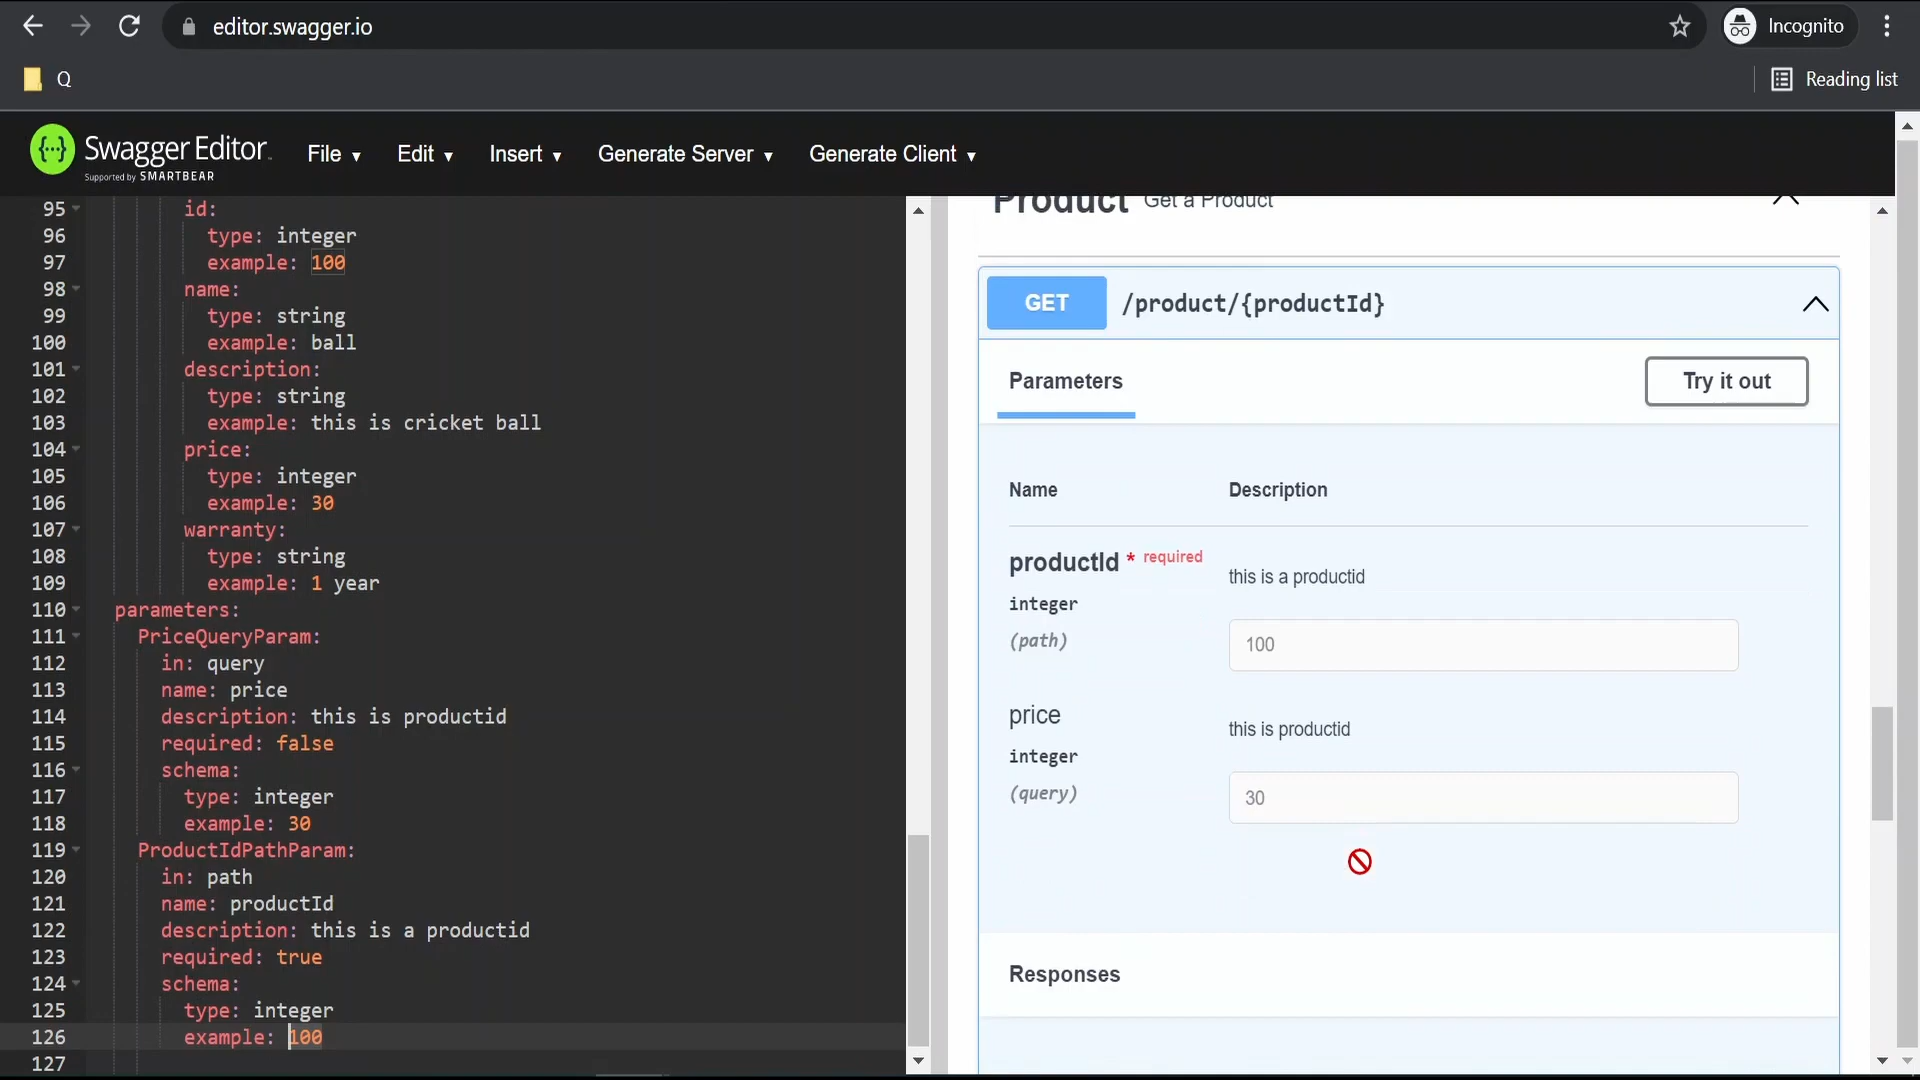 editor.swagger.io
Incognito
Q
Reading list
Swagger Editor
Supported by SMARTBEAR
File
Edit
Insert
Generate Server
Generate Client
95 id:
96 type: integer
97 example: 100
98 name:
99 type: string
100 example: ball
101 description:
102 type: string
103 example: this is cricket ball
104 price:
105 type: integer
106 example: 30
107 warranty:
108 type: string
109 example: 1 year
110 parameters:
111 PriceQueryParam:
112 in: query
113 name: price
114 description: this is productid
115 required: false
116 schema:
117 type: integer
118 example: 30
119 ProductIdPathParam:
120 in: path
121 name: productId
122 description: this is a productid
123 required: true
124 schema:
125 type: integer
126 example: 100
127
Product Get a Product
GET /product/{productId}
Parameters
Try it out
Name Description
productId * required
integer
(path)
this is a productid
100
price
integer
(query)
this is productid
30
Responses